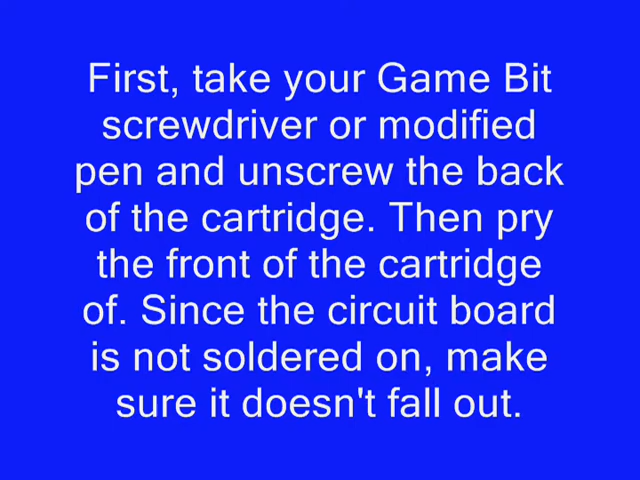 First, take your Game Bit
screwdriver or modified
pen and unscrew the back
of the cartridge. Then pry
the front of the cartridge
of. Since the circuit board
is not soldered on, make
sure it doesn't fall out.